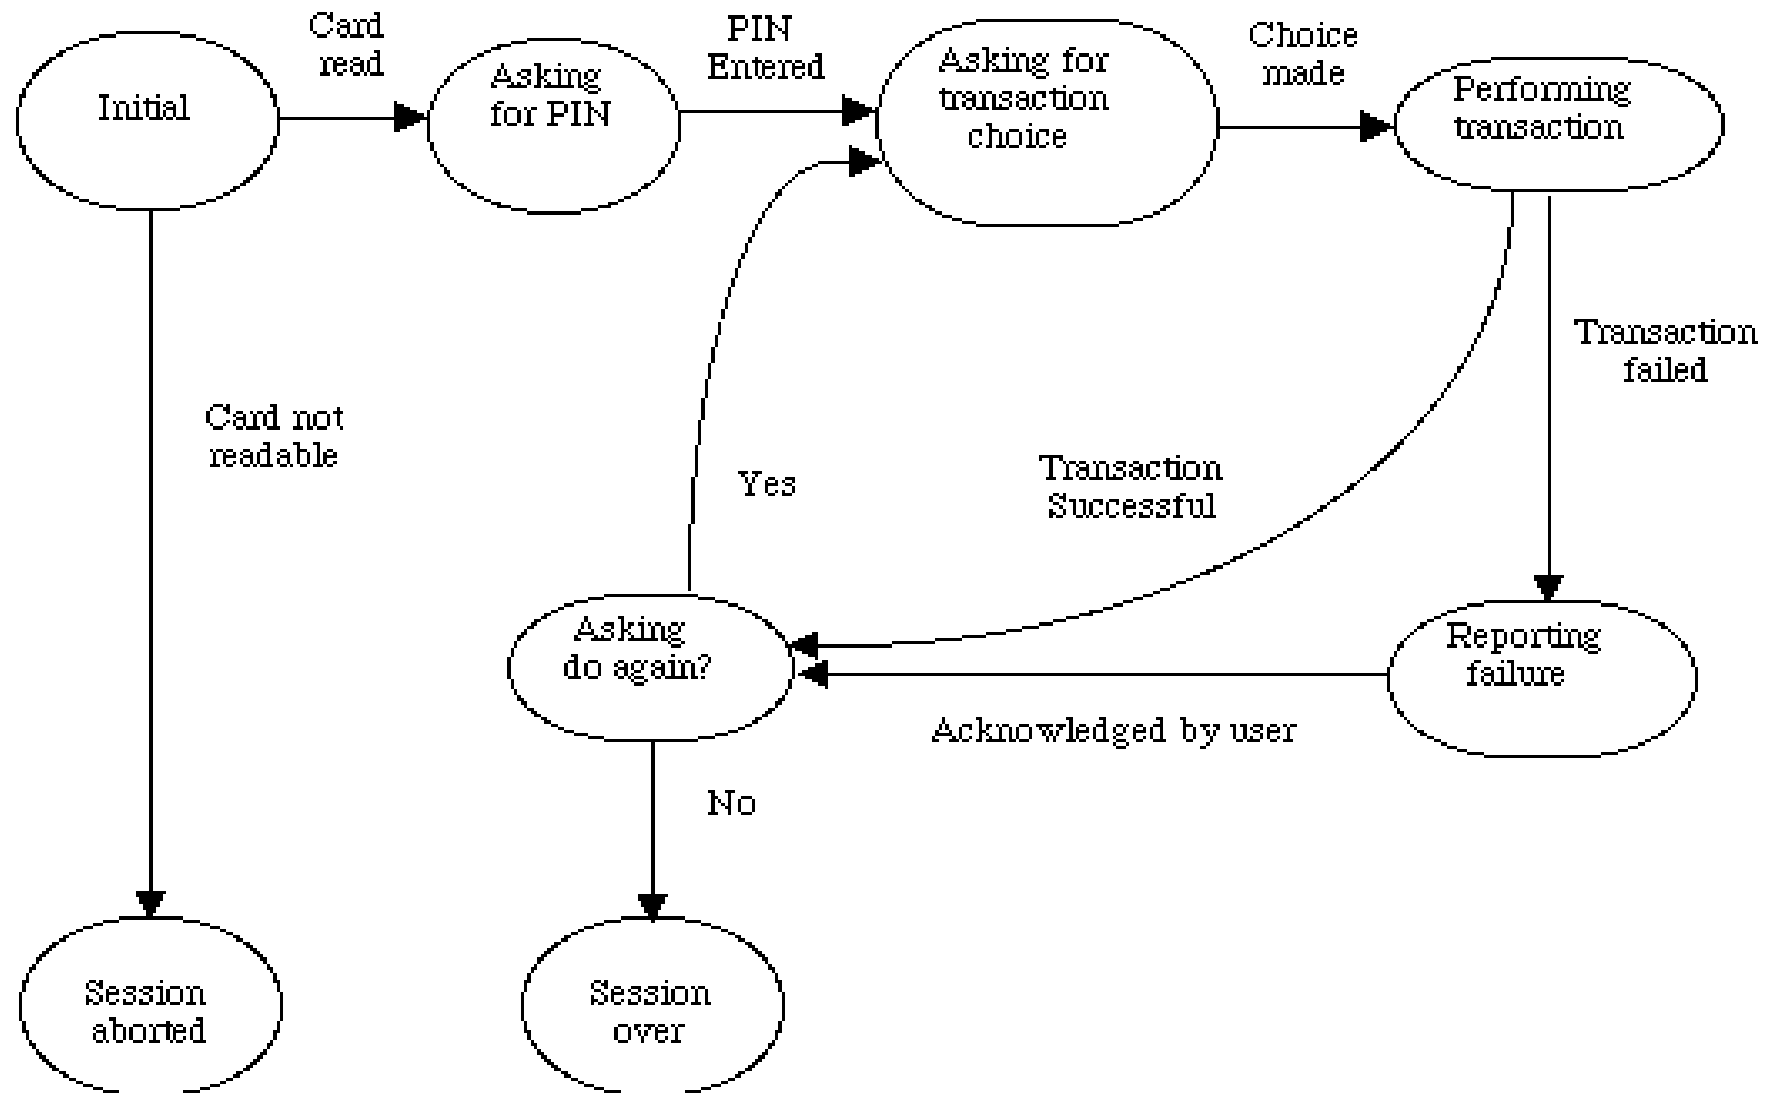 Initial
Card
read
Asking
for PIN
PIN
Entered
Asking for
transaction
choice
Choice
made
Performing
transaction
Card not
readable
Yes
Transaction
Successful
Transaction
failed
Asking
do again?
Reporting
failure
Acknowledged by user
No
Session
aborted
Session
over